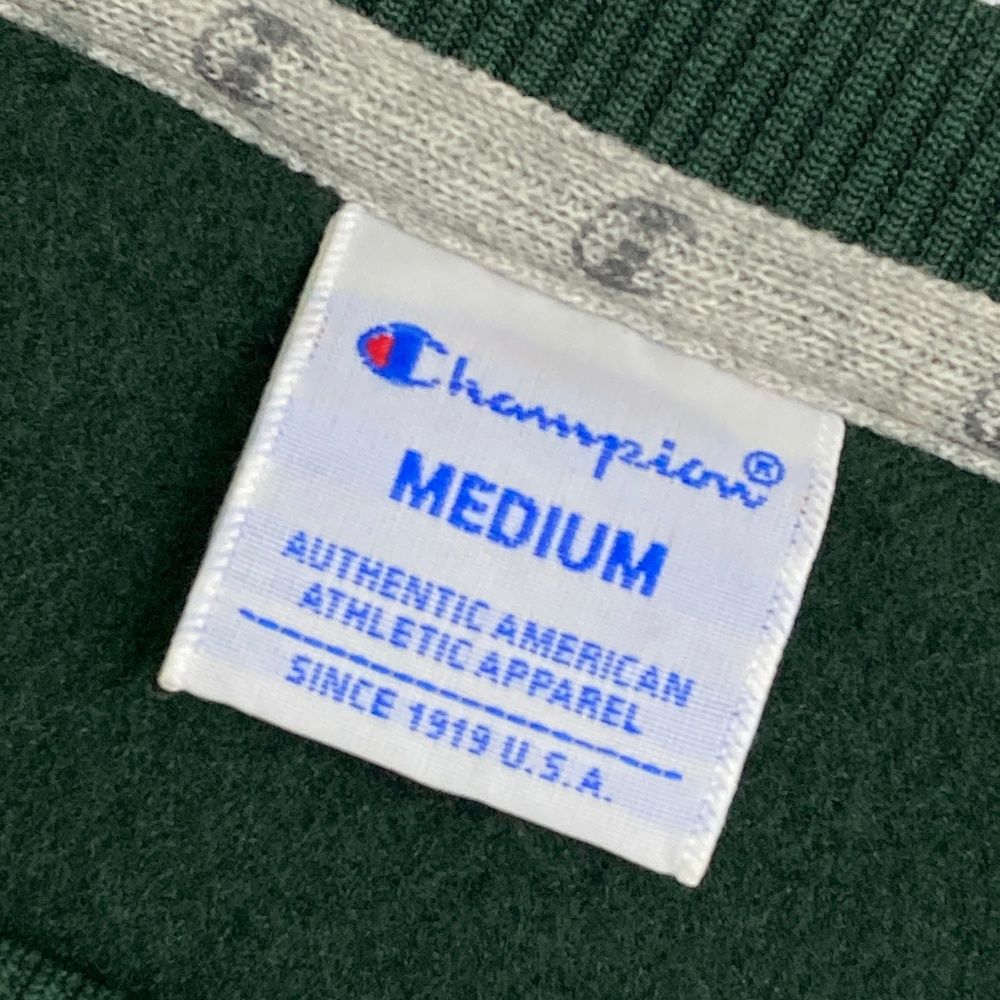 Champion®
MEDIUM
AUTHENTIC AMERICAN
ATHLETIC APPAREL
SINCE 1919 U.S.A.